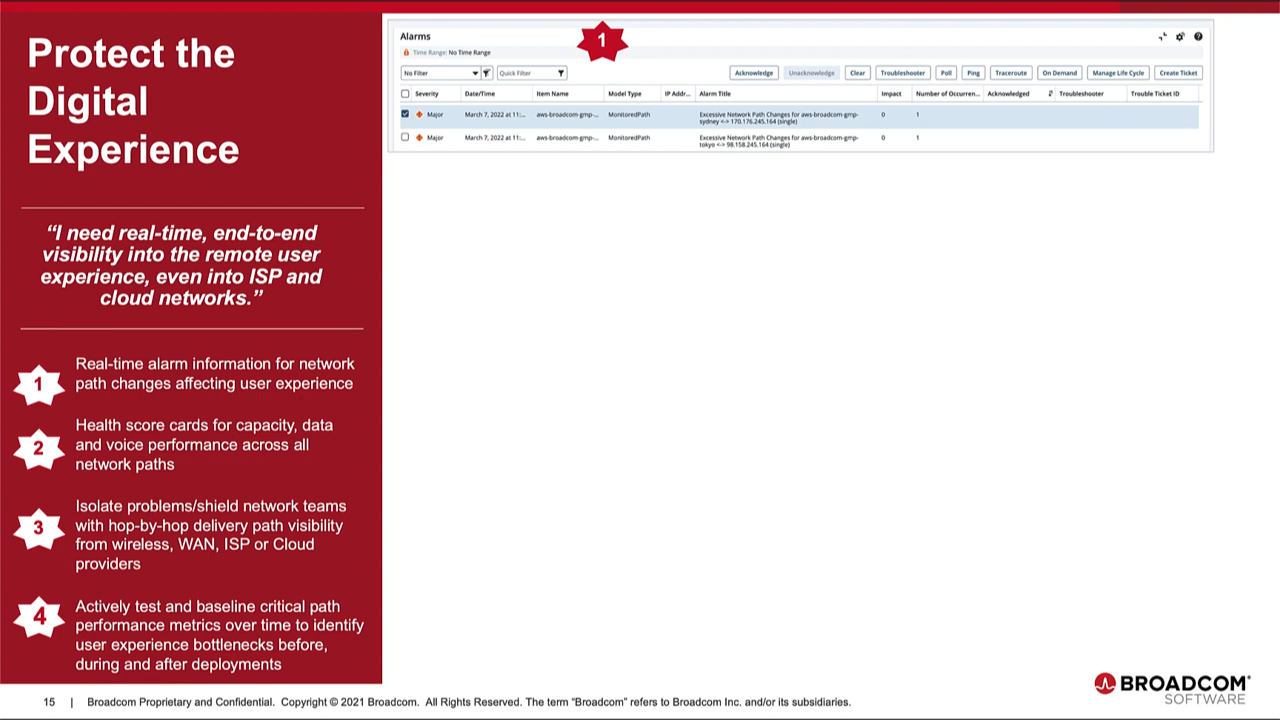 Protect the
Digital
Experience
“I need real-time, end-to-end
visibility into the remote user
experience, even into ISP and
cloud networks.”
1
Real-time alarm information for network
path changes affecting user experience
2
Health score cards for capacity, data
and voice performance across all
network paths
3
Isolate problems/shield network teams
with hop-by-hop delivery path visibility
from wireless, WAN, ISP or Cloud
providers
4
Actively test and baseline critical path
performance metrics over time to identify
user experience bottlenecks before,
during and after deployments
Alarms
1
Time Range: No Time Range
No Filter Quick Filter Acknowledge Unacknowledge Clear Troubleshooter Poll Ping Traceroute On Demand Manage Life Cycle Create Ticket
Severity Date/Time Item Name Model Type IP Addr... Alarm Title Impact Number of Occurren... Acknowledged Troubleshooter Trouble Ticket ID
Major March 7, 2022 at 11:... aws-broadcom-gmp-... MonitoredPath Excessive Network Path Changes for aws-broadcom-gmp- 0 1
sydney <-> 170.176.245.164 (single)
Major March 7, 2022 at 11:... aws-broadcom-gmp-... MonitoredPath Excessive Network Path Changes for aws-broadcom-gmp- 0 1
tokyo <-> 98.158.245.164 (single)
15 | Broadcom Proprietary and Confidential. Copyright © 2021 Broadcom. All Rights Reserved. The term “Broadcom” refers to Broadcom Inc. and/or its subsidiaries.
BROADCOM®
SOFTWARE